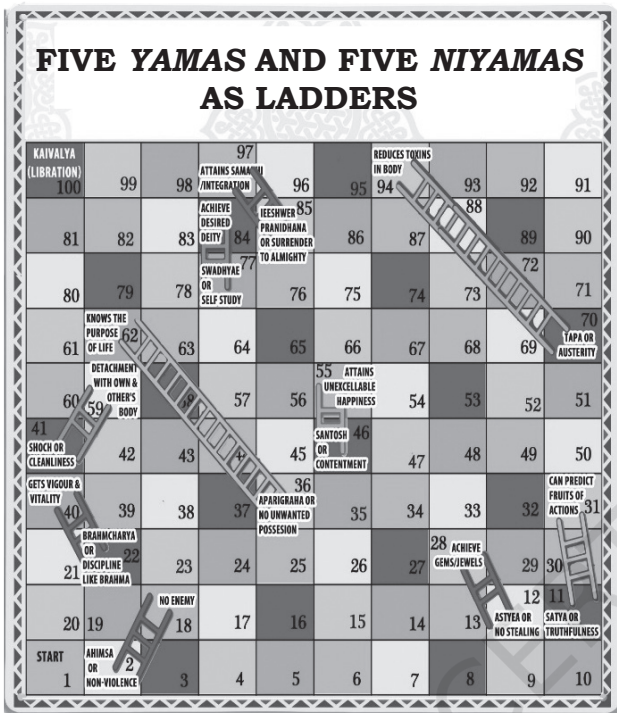 FIVE YAMAS AND FIVE NIYAMAS
AS LADDERS
KAIVALYA
(LIBRATION)
100
99
98
97
ATTAINS SAMADHI
/INTEGRATION
96
95
REDUCES TOXINS
IN BODY
94
93
92
91
81
82
83
ACHIEVE
DESIRED
DEITY
84
85
IEESHWER
PRANIDHANA
OR SURRENDER
TO ALMIGHTY
86
87
88
89
90
80
79
78
77
SWADHYAE
OR
SELF STUDY
76
75
74
73
72
71
61
KNOWS THE
PURPOSE
OF LIFE
62
63
64
65
66
67
68
69
70
TAPA OR
AUSTERITY
60
DETACHMENT
WITH OWN &
OTHER'S
BODY
59
58
57
56
55
ATTAINS
UNEXCELLABLE
HAPPINESS
54
53
52
51
41
SHOCH OR
CLEANLINESS
42
43
44
45
SANTOSH
OR
CONTENTMENT
46
47
48
49
50
GETS VIGOUR &
VITALITY
40
39
38
37
36
APARIGRAHA OR
NO UNWANTED
POSSESION
35
34
33
32
CAN PREDICT
FRUITS OF
ACTIONS
31
21
BRAHMCHARYA
OR
DISCIPLINE
LIKE BRAHMA
22
23
24
25
26
27
28
ACHIEVE
GEMS/JEWELS
29
30
20
19
NO ENEMY
18
17
16
15
14
13
12
ASTYEA OR
NO STEALING
11
SATYA OR
TRUTHFULNESS
START
1
AHIMSA
OR
NON-VIOLENCE
2
3
4
5
6
7
8
9
10